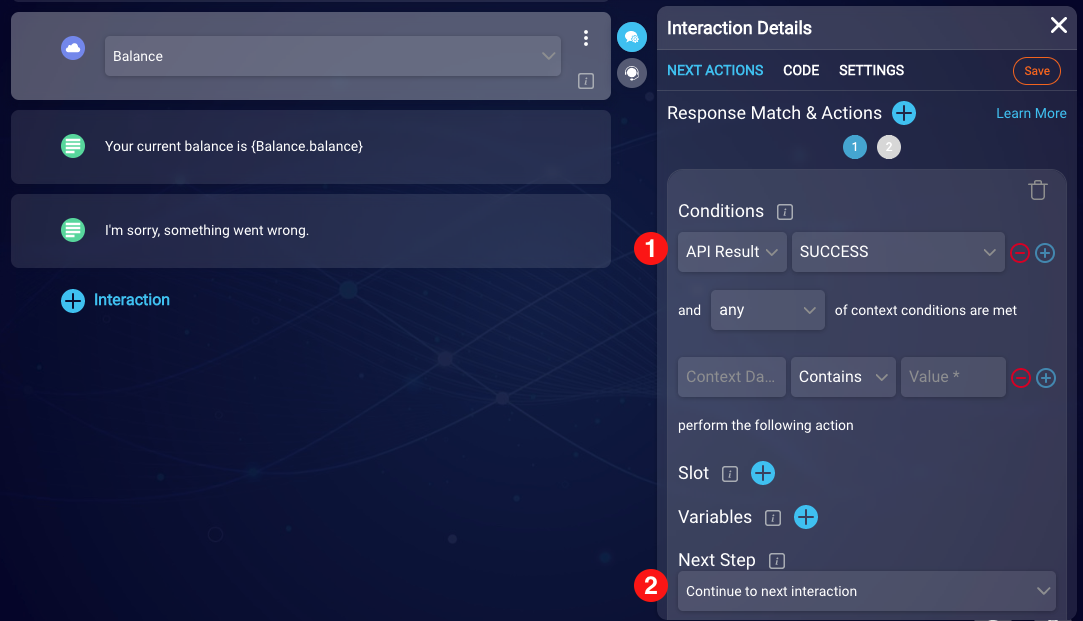 Balance
Your current balance is {Balance.balance}
I'm sorry, something went wrong.
Interaction
Interaction Details
NEXT ACTIONS CODE SETTINGS Save
Response Match & Actions Learn More
1 2
Conditions i
1 API Result SUCCESS
and any of context conditions are met
Context Da... Contains Value *
perform the following action
Slot i
Variables i
Next Step i
2 Continue to next interaction